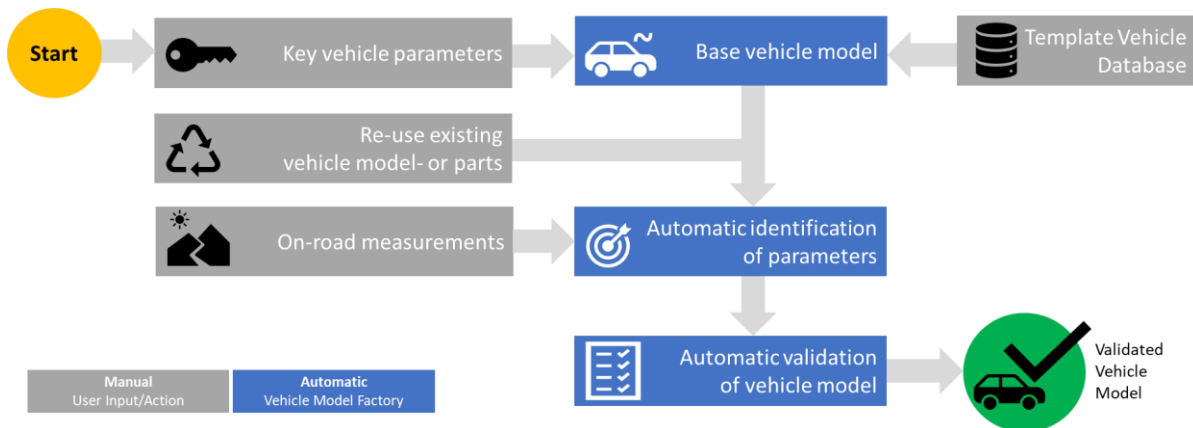 Start
Key vehicle parameters
Base vehicle model
Template Vehicle
Database
Re-use existing
vehicle model- or parts
On-road measurements
Automatic identification
of parameters
Automatic validation
of vehicle model
Validated
Vehicle
Model
Manual
User Input/Action
Automatic
Vehicle Model Factory